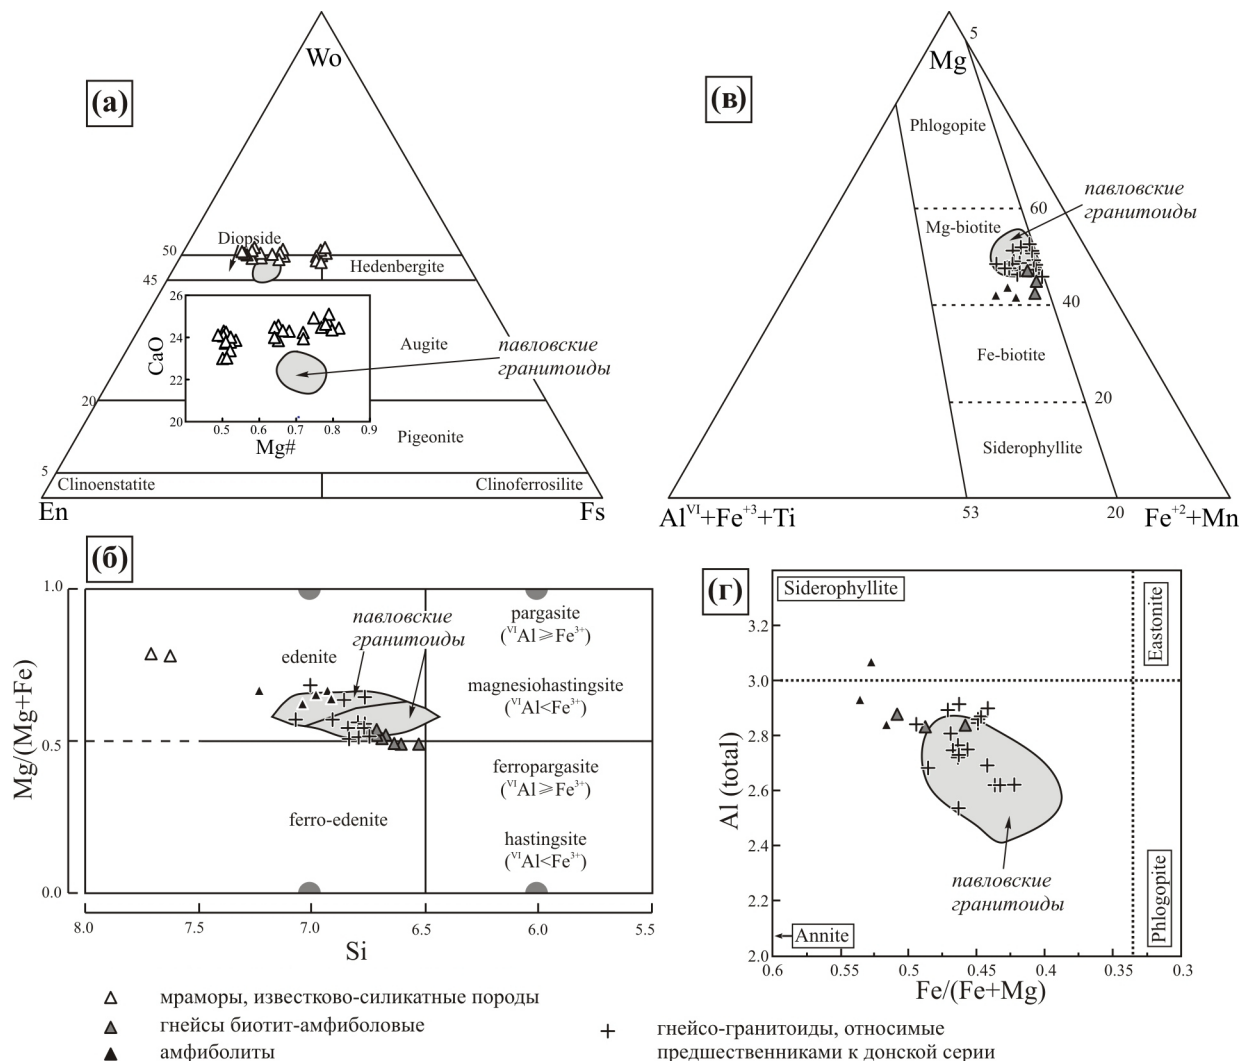 (а)
Wo
павловские
гранитоиды
50
Diopside
45
Hedenbergite
26
24
22
20
CaO
0.5
0.6
0.7
0.8
0.9
Mg#
Augite
павловские
гранитоиды
20
Pigeonite
5
Clinoenstatite
Clinoferrosilite
En
Fs
(в)
5
Mg
Phlogopite
павловские
гранитоиды
60
Mg-biotite
40
Fe-biotite
20
Siderophyllite
Al^VI+Fe^+3+Ti
53
20
Fe^+2+Mn
(б)
1.0
0.5
0.0
Mg/(Mg+Fe)
павловские
гранитоиды
edenite
pargasite
(^VIAl⩾Fe^3+)
magnesiohastingsite
(^VIAl<Fe^3+)
ferropargasite
(^VIAl⩾Fe^3+)
ferro-edenite
hastingsite
(^VIAl<Fe^3+)
8.0
7.5
7.0
6.5
6.0
5.5
Si
(г)
Siderophyllite
Eastonite
3.2
3.0
2.8
2.6
2.4
2.2
2.0
Al (total)
павловские
гранитоиды
Phlogopite
Annite
0.6
0.55
0.5
0.45
0.4
0.35
0.3
Fe/(Fe+Mg)
мраморы, известково-силикатные породы
гнейсы биотит-амфиболовые
амфиболиты
гнейсо-гранитоиды, относимые
предшественниками к донской серии